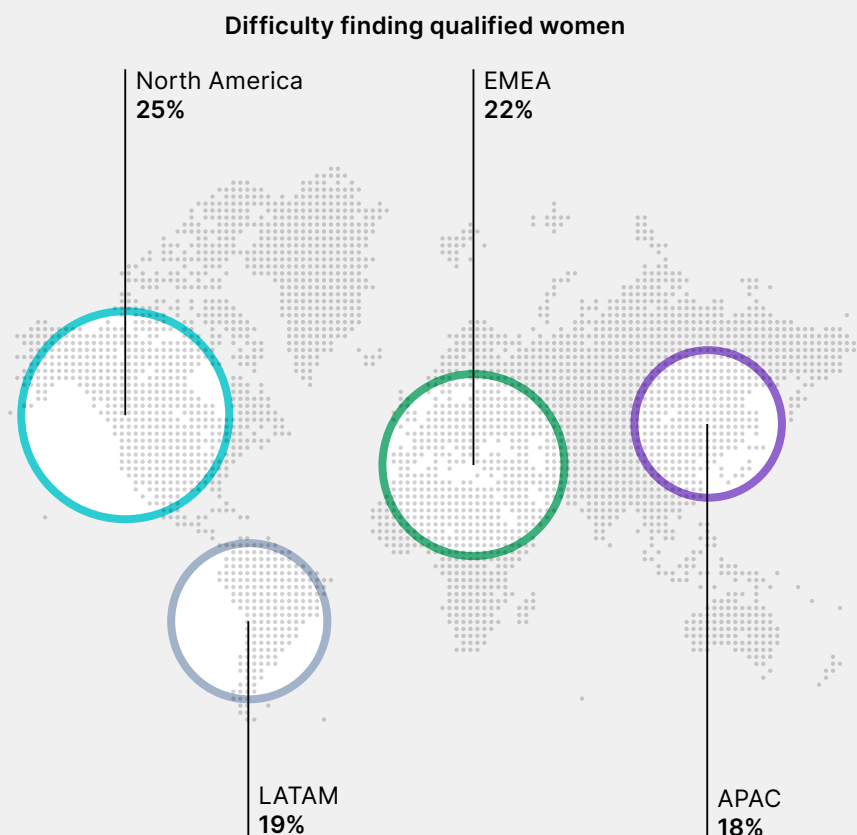 Difficulty finding qualified women
North America
25%
EMEA
22%
LATAM
19%
APAC
18%